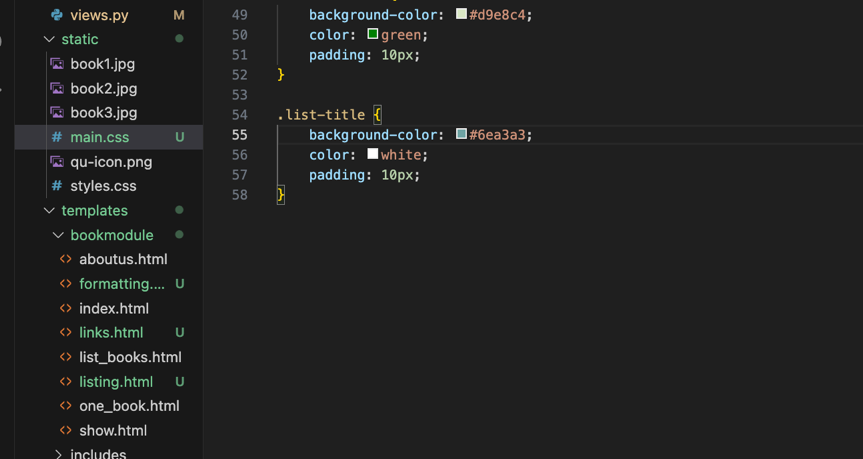 views.py M
static
book1.jpg
book2.jpg
book3.jpg
# main.css U
qu-icon.png
# styles.css
templates
bookmodule
<> aboutus.html
<> formatting.... U
<> index.html
<> links.html U
<> list_books.html
<> listing.html U
<> one_book.html
<> show.html
includes
49 background-color: #d9e8c4;
50 color: green;
51 padding: 10px;
52 }
53
54 .list-title {
55 background-color: #6ea3a3;
56 color: white;
57 padding: 10px;
58 }